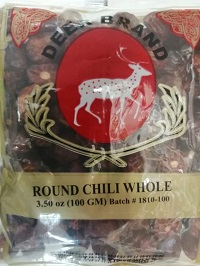 DEER BRAND
ROUND CHILI WHOLE
3.50 oz (100 GM) Batch # 1810-100